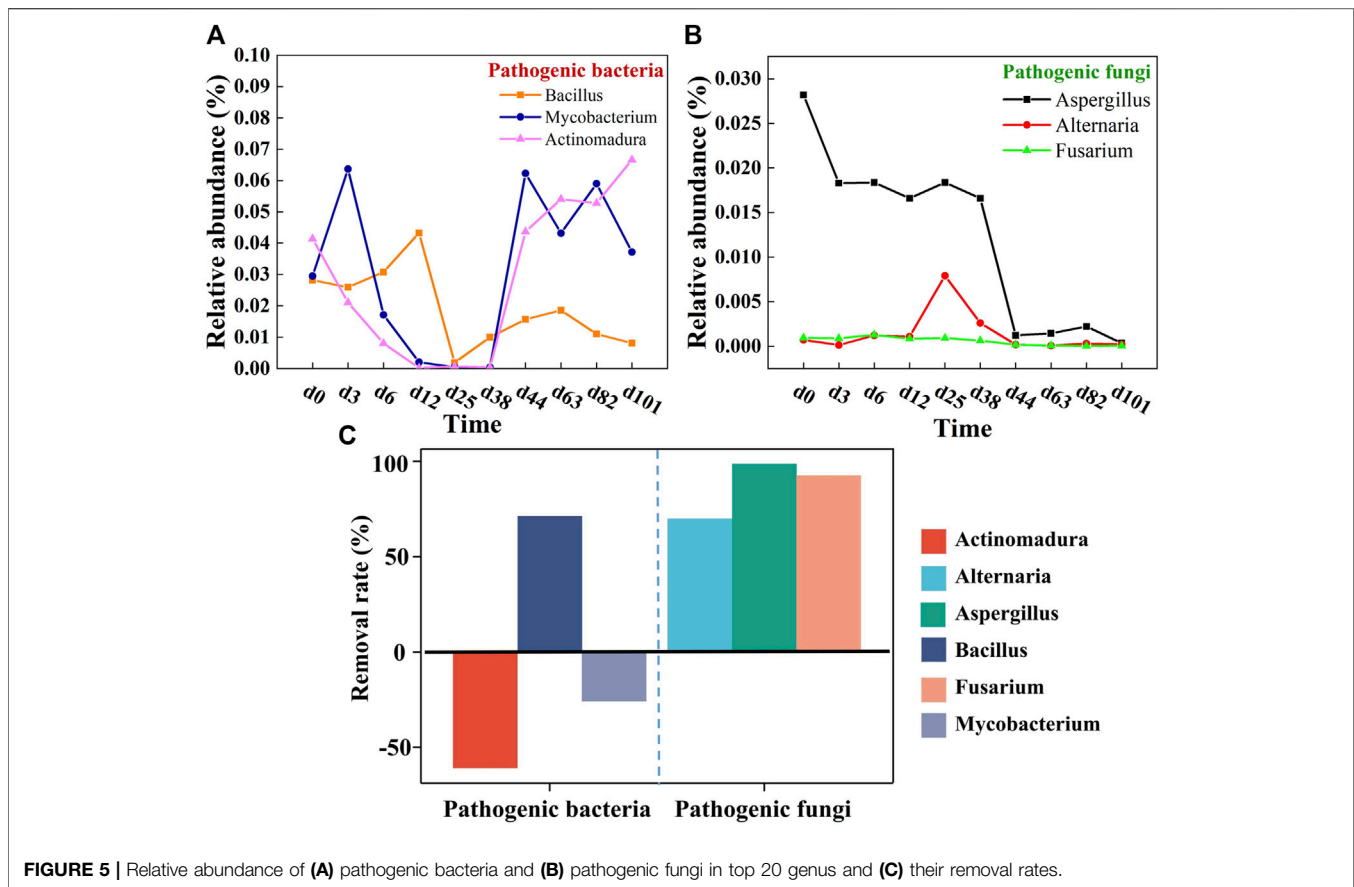 A
Relative abundance (%)
0.10
0.09
0.08
0.07
0.06
0.05
0.04
0.03
0.02
0.01
0.00
Pathogenic bacteria
Bacillus
Mycobacterium
Actinomadura
d0 d3 d6 d12 d25 d38 d44 d63 d82 d101
Time
B
Relative abundance (%)
0.030
0.025
0.020
0.015
0.010
0.005
0.000
Pathogenic fungi
Aspergillus
Alternaria
Fusarium
d0 d3 d6 d12 d25 d38 d44 d63 d82 d101
Time
C
Removal rate (%)
100
50
0
-50
Pathogenic bacteria Pathogenic fungi
Actinomadura
Alternaria
Aspergillus
Bacillus
Fusarium
Mycobacterium
FIGURE 5 | Relative abundance of (A) pathogenic bacteria and (B) pathogenic fungi in top 20 genus and (C) their removal rates.